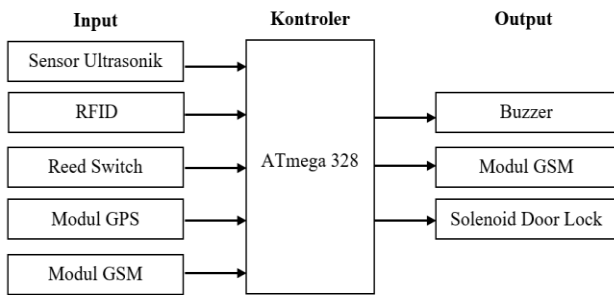 Input
Kontroler
Output
Sensor Ultrasonik
RFID
Reed Switch
Modul GPS
Modul GSM
ATmega 328
Buzzer
Modul GSM
Solenoid Door Lock